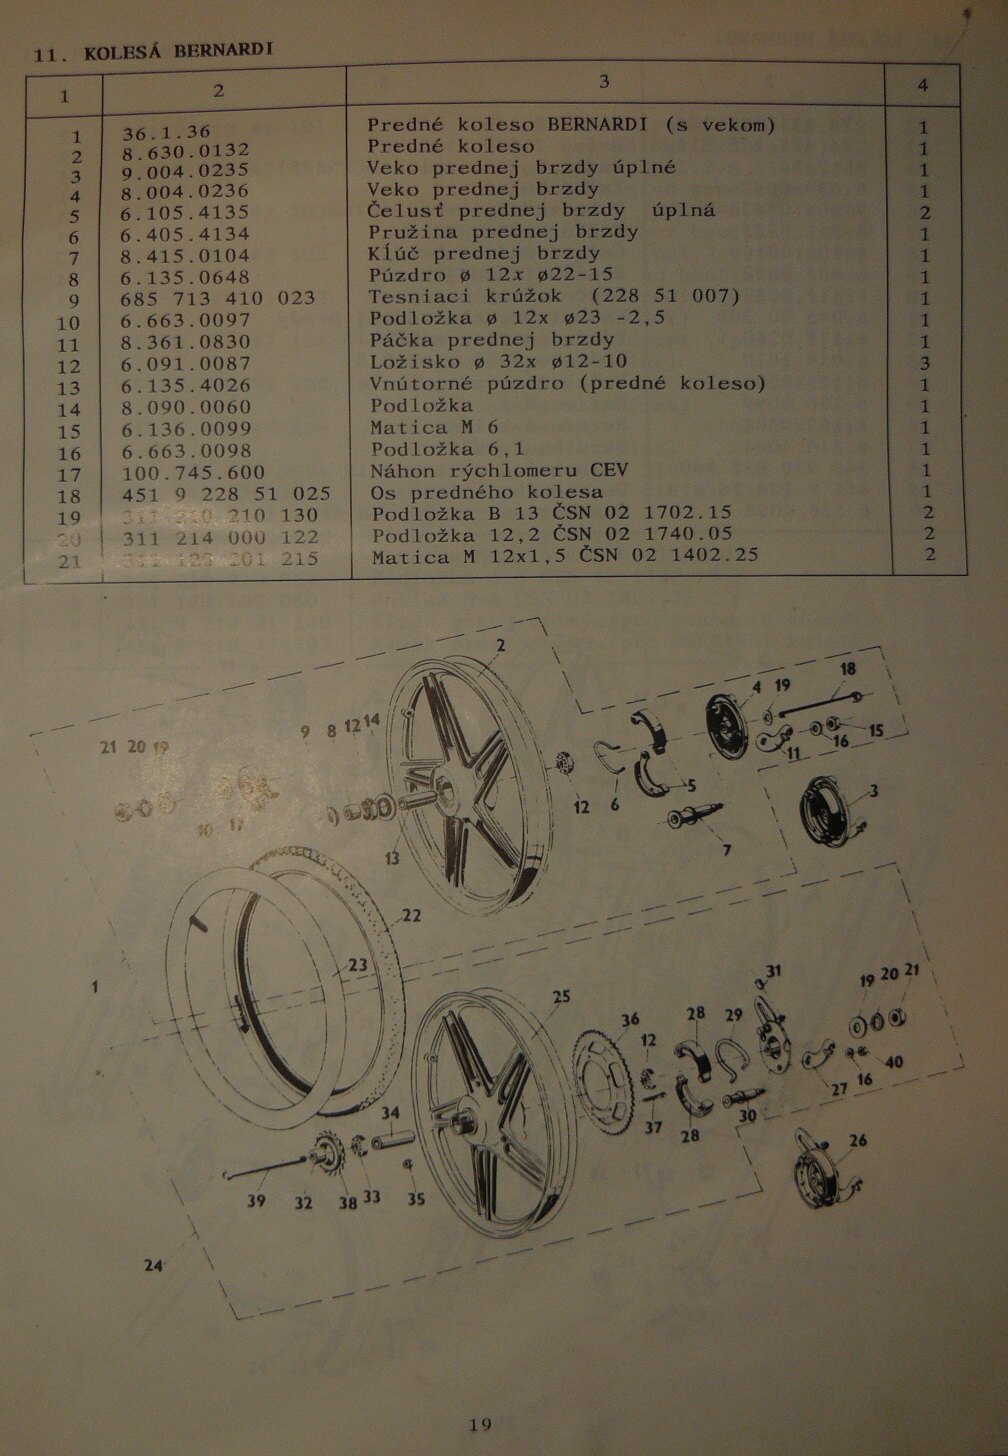 11. KOLESÁ BERNARDI
1 2 3 4
1 36.1.36 Predné koleso BERNARDI (s vekom) 1
2 8.630.0132 Predné koleso 1
3 9.004.0235 Veko prednej brzdy úplné 1
4 8.004.0236 Veko prednej brzdy 1
5 6.105.4135 Čelusť prednej brzdy úplná 2
6 6.405.4134 Pružina prednej brzdy 1
7 8.415.0104 Kĺúč prednej brzdy 1
8 6.135.0648 Púzdro ø 12x ø22-15 1
9 685 713 410 023 Tesniaci krúžok (228 51 007) 1
10 6.663.0097 Podložka ø 12x ø23 -2,5 1
11 8.361.0830 Páčka prednej brzdy 1
12 6.091.0087 Ložisko ø 32x ø12-10 3
13 6.135.4026 Vnútorné púzdro (predné koleso) 1
14 8.090.0060 Podložka 1
15 6.136.0099 Matica M 6 1
16 6.663.0098 Podložka 6,1 1
17 100.745.600 Náhon rýchlomeru CEV 1
18 451 9 228 51 025 Os predného kolesa 1
19 210 130 Podložka B 13 ČSN 02 1702.15 2
20 311 214 000 122 Podložka 12,2 ČSN 02 1740.05 2
21 201 215 Matica M 12x1,5 ČSN 02 1402.25 2
2
18
4 19
9 8 12 14
21 20 19
15
16
11
5
12 6
3
10 17
7
13
22
23
1
31
19 20 21
25
36 28 29
12
40
16
27
34
37 28 30
26
39 32 38 33 35
24
19